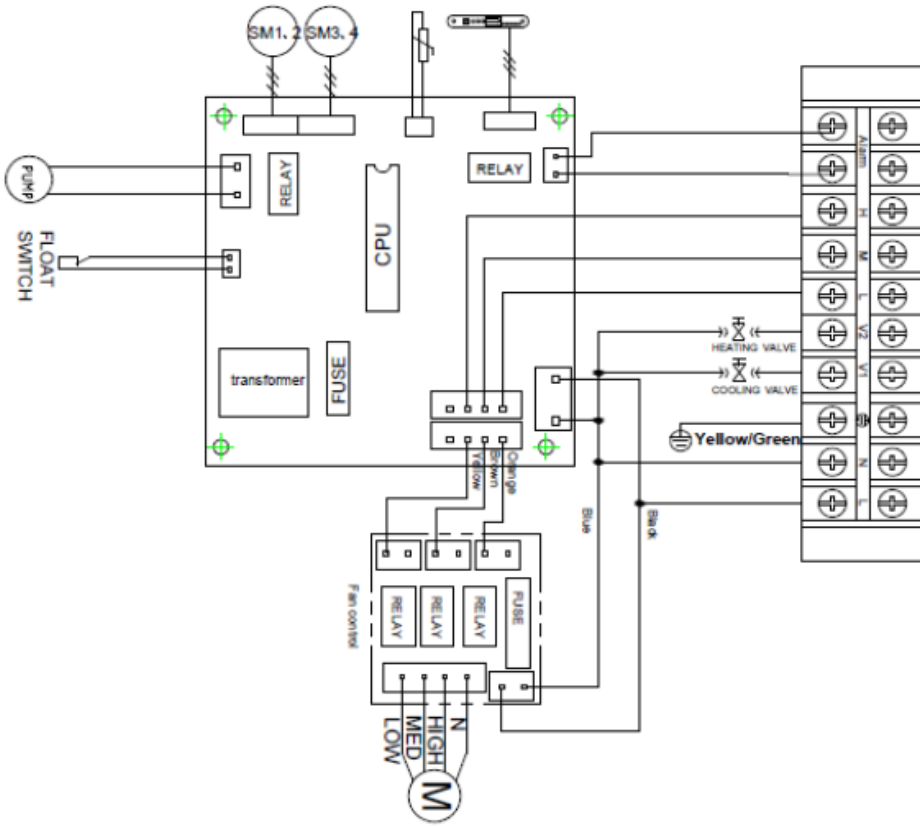 SM1、2
SM3、4
Alarm
RELAY
PUMP
RELAY
CPU
H
FLOAT
SWITCH
M
L
V2
HEATING VALVE
transformer
FUSE
V1
COOLING VALVE
Yellow/Green
Orange
Brown
Yellow
N
L
Blue
Black
Fan control
RELAY
RELAY
RELAY
FUSE
LOW
MED
HIGH
N
M